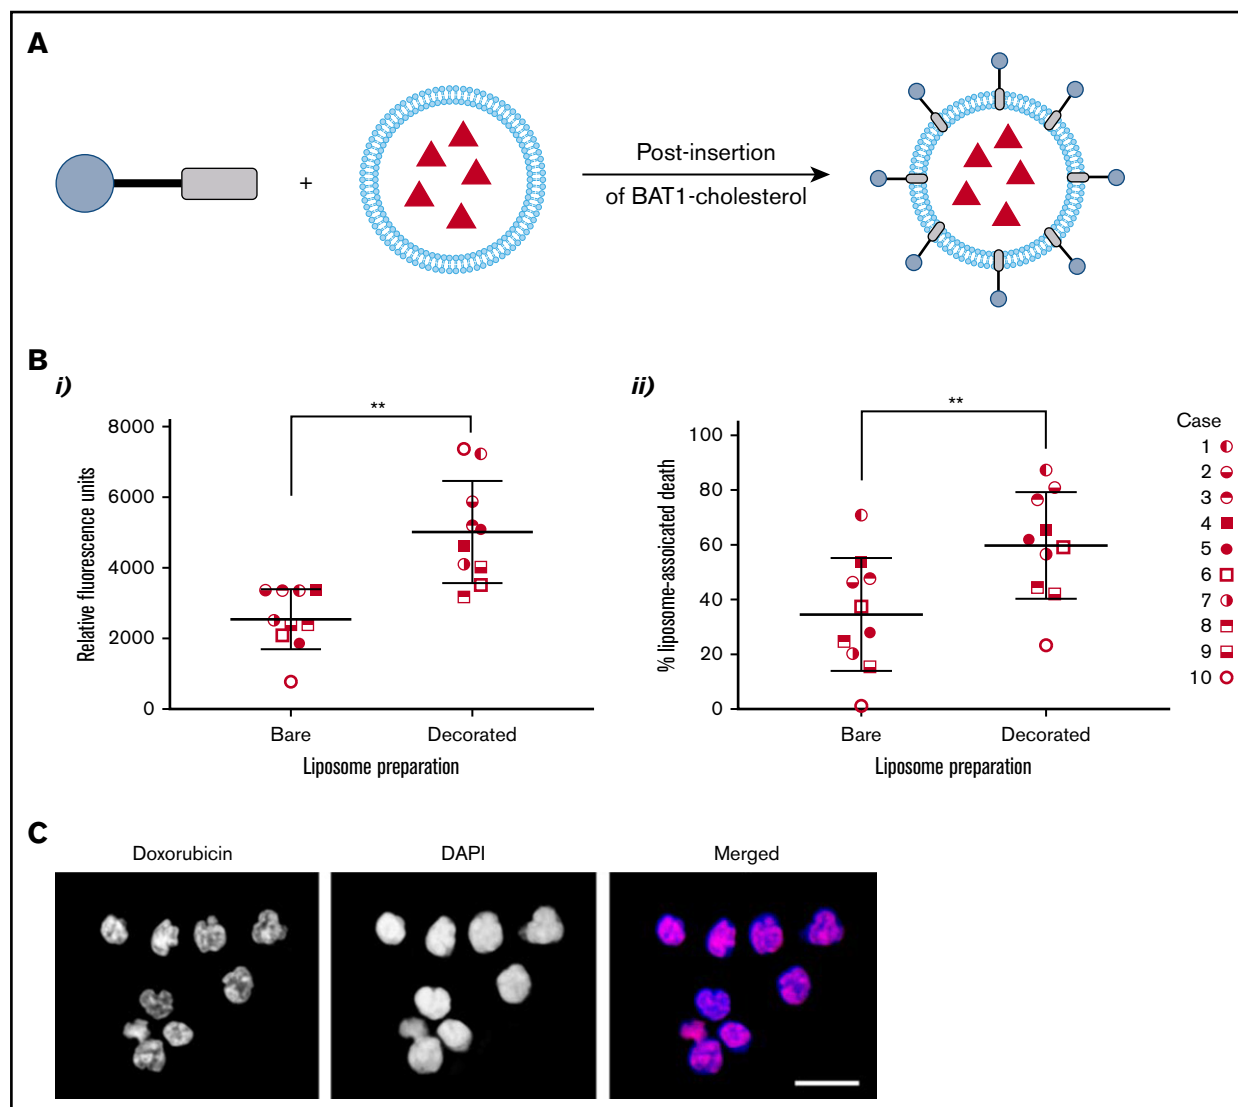 A
+
Post-insertion
of BAT1-cholesterol
B
i)
Relative fluorescence units
8000
6000
4000
2000
0
**
Bare
Decorated
Liposome preparation
ii)
% liposome-assoicated death
100
80
60
40
20
0
**
Bare
Decorated
Liposome preparation
Case
1
2
3
4
5
6
7
8
9
10
C
Doxorubicin
DAPI
Merged